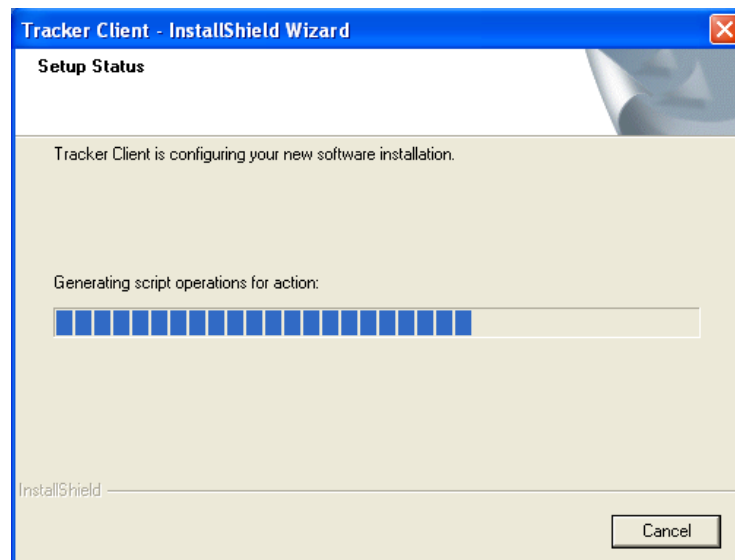 Tracker Client - InstallShield Wizard
Setup Status
Tracker Client is configuring your new software installation.
Generating script operations for action:
InstallShield
Cancel